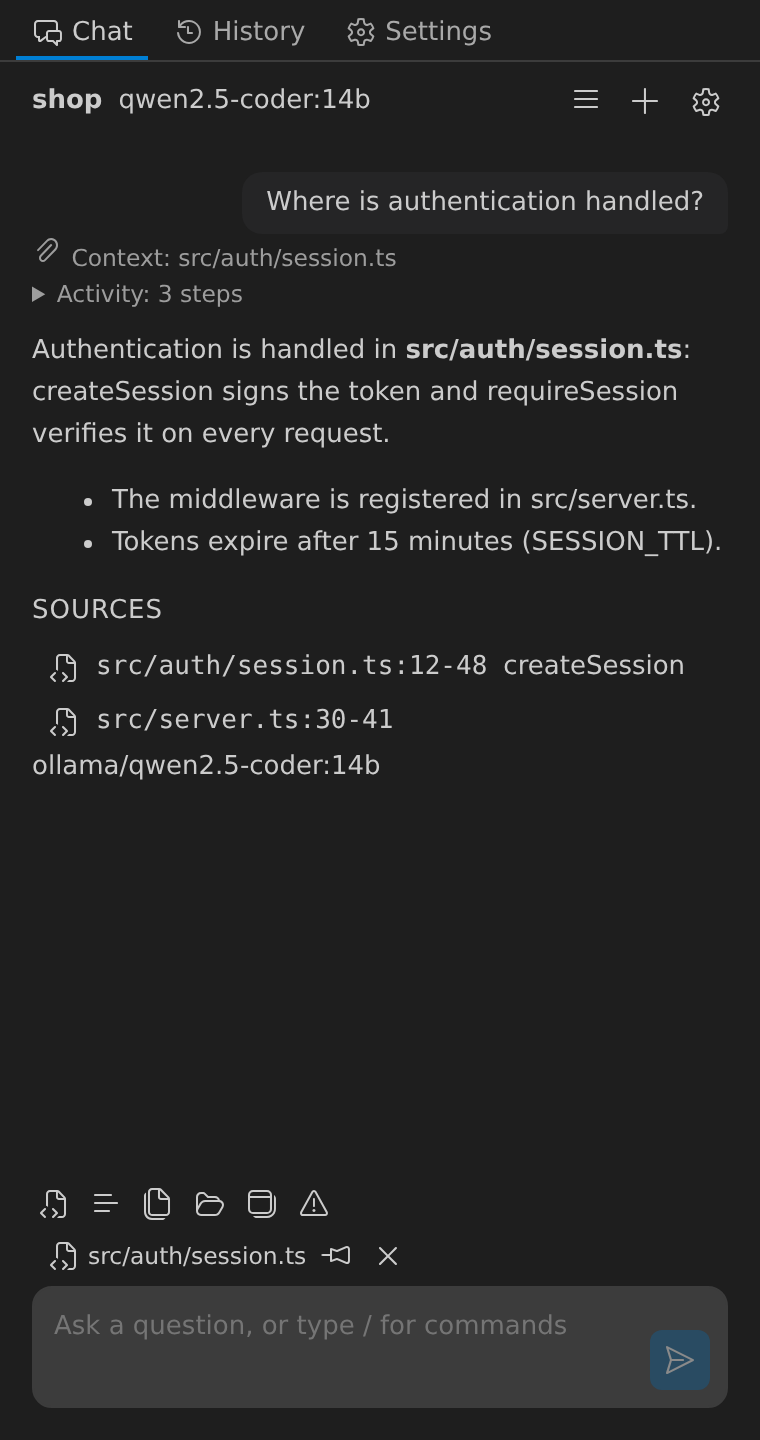 Chat History Settings
shop qwen2.5-coder:14b
Where is authentication handled?
Context: src/auth/session.ts
Activity: 3 steps
Authentication is handled in src/auth/session.ts:
createSession signs the token and requireSession
verifies it on every request.
• The middleware is registered in src/server.ts.
• Tokens expire after 15 minutes (SESSION_TTL).
SOURCES
src/auth/session.ts:12-48 createSession
src/server.ts:30-41
ollama/qwen2.5-coder:14b
src/auth/session.ts
Ask a question, or type / for commands